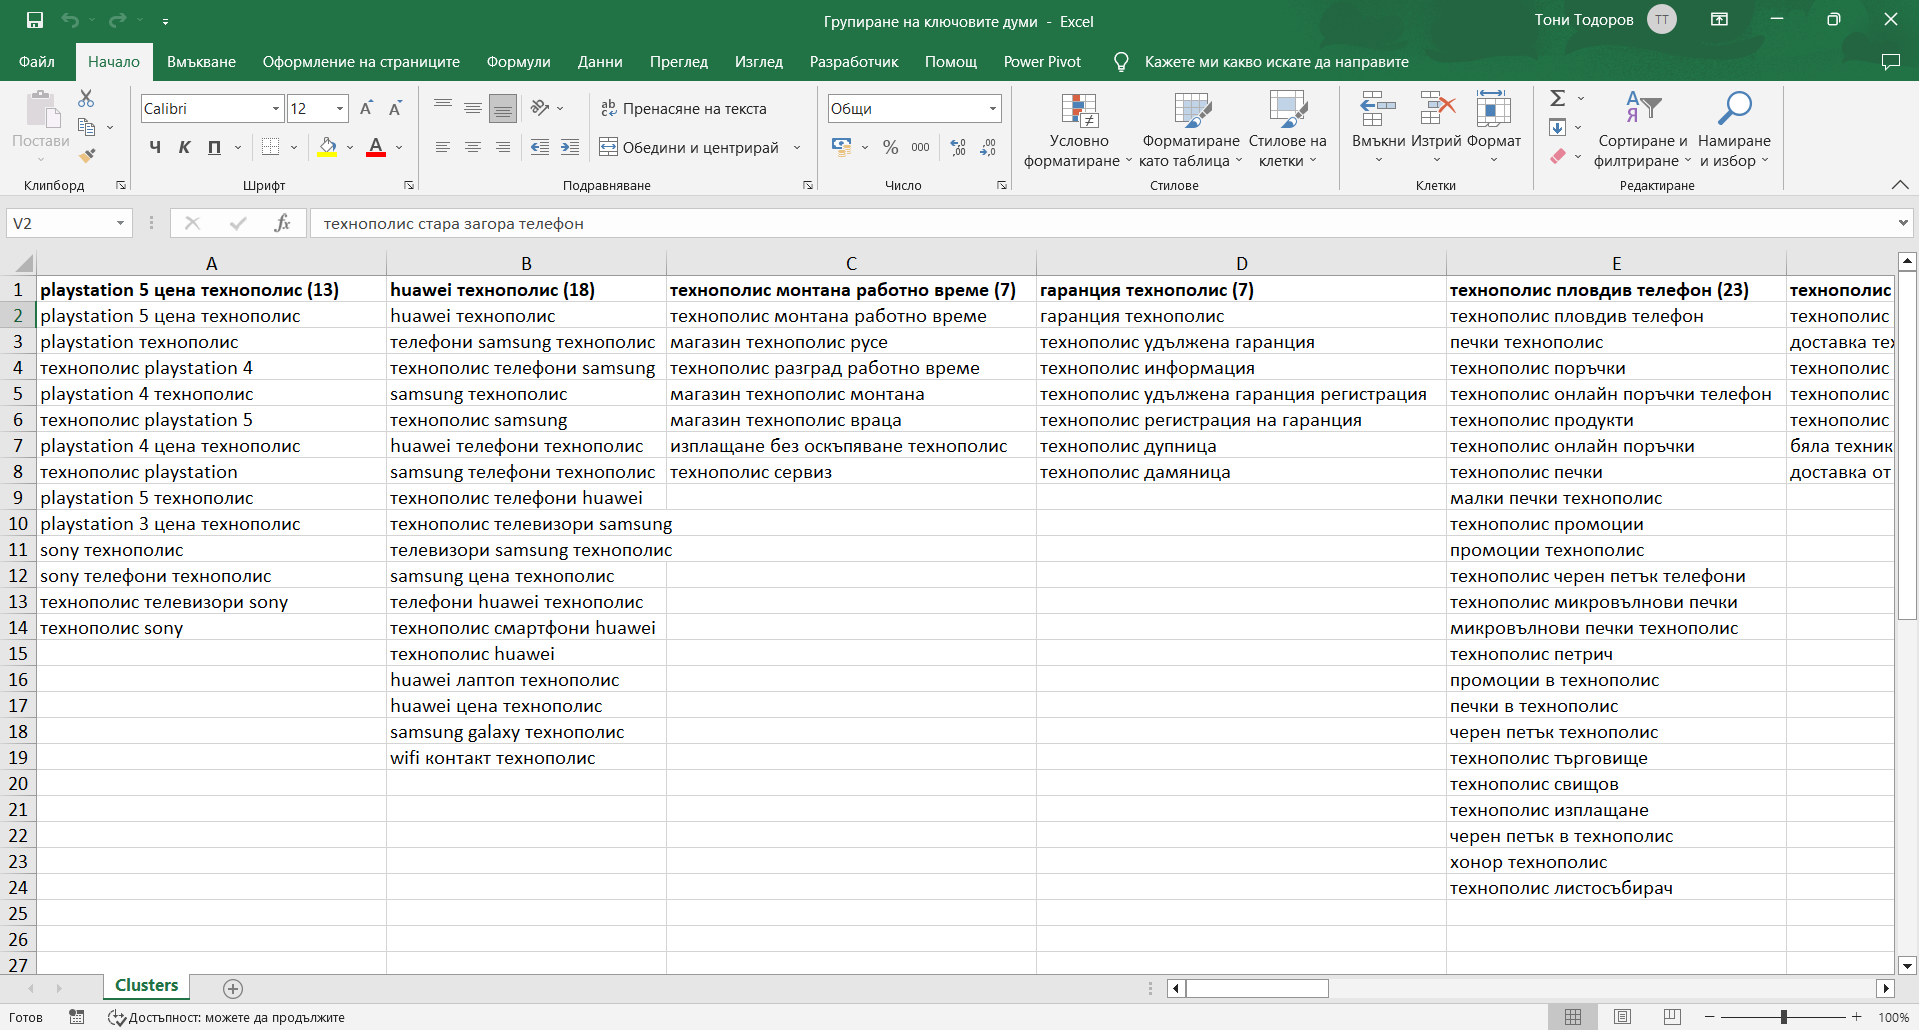 Групиране на ключовите думи - Excel
Тони Тодоров
TT
Файл Начало Вмъкване Оформление на страниците Формули Данни Преглед Изглед Разработчик Помощ Power Pivot Кажете ми какво искате да направите
Постави
Клипборд
Calibri 12
Ч К П
Шрифт
Пренасяне на текста
Обедини и центрирай
Подравняване
Общи
% 000
Число
Условно форматиране
Форматиране като таблица
Стилове на клетки
Стилове
Вмъкни Изтрий Формат
Клетки
Сортиране и филтриране
Намиране и избор
Редактиране
V2 fx технополис стара загора телефон
A B C D E
1 playstation 5 цена технополис (13) huawei технополис (18) технополис монтана работно време (7) гаранция технополис (7) технополис пловдив телефон (23) технополис
2 playstation 5 цена технополис huawei технополис технополис монтана работно време гаранция технополис технополис пловдив телефон технополис
3 playstation технополис телефони samsung технополис магазин технополис русе технополис удължена гаранция печки технополис доставка тех
4 технополис playstation 4 технополис телефони samsung технополис разград работно време технополис информация технополис поръчки технополис
5 playstation 4 технополис samsung технополис магазин технополис монтана технополис удължена гаранция регистрация технополис онлайн поръчки телефон технополис
6 технополис playstation 5 технополис samsung магазин технополис враца технополис регистрация на гаранция технополис продукти технополис
7 playstation 4 цена технополис huawei телефони технополис изплащане без оскъпяване технополис технополис дупница технополис онлайн поръчки бяла техник
8 технополис playstation samsung телефони технополис технополис сервиз технополис дамяница технополис печки доставка от
9 playstation 5 технополис технополис телефони huawei малки печки технополис
10 playstation 3 цена технополис технополис телевизори samsung технополис промоции
11 sony технополис телевизори samsung технополис промоции технополис
12 sony телефони технополис samsung цена технополис технополис черен петък телефони
13 технополис телевизори sony телефони huawei технополис технополис микровълнови печки
14 технополис sony технополис смартфони huawei микровълнови печки технополис
15 технополис huawei технополис петрич
16 huawei лаптоп технополис промоции в технополис
17 huawei цена технополис печки в технополис
18 samsung galaxy технополис черен петък технополис
19 wifi контакт технополис технополис търговище
20 технополис свищов
21 технополис изплащане
22 черен петък в технополис
23 хонор технополис
24 технополис листосъбирач
25
26
27
Clusters
Готов Достъпност: можете да продължите 100%